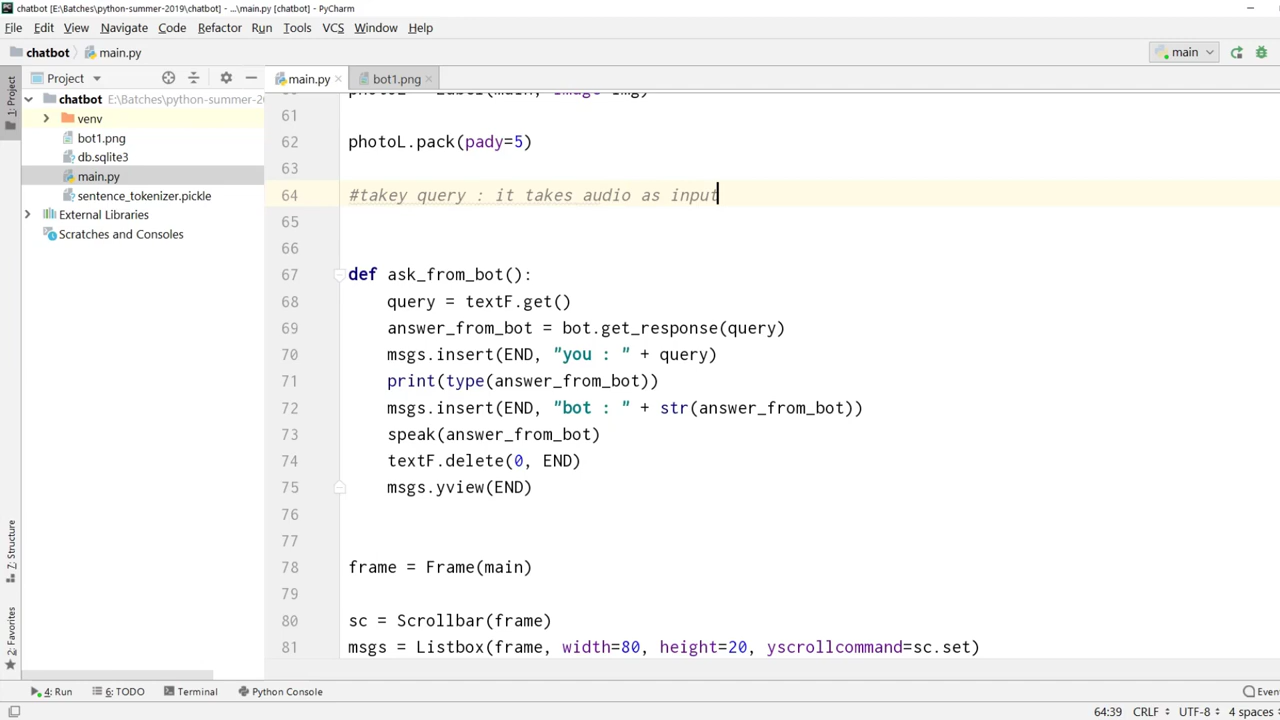 chatbot [E:\Batches\python-summer-2019\chatbot] - ...\main.py - PyCharm
File Edit View Navigate Code Refactor Run Tools VCS Window Help
chatbot main.py main
1: Project
Project main.py bot1.png
chatbot E:\Batches\python-summer-20
venv
bot1.png
db.sqlite3
main.py
sentence_tokenizer.pickle
External Libraries
Scratches and Consoles
61
62 photoL.pack(pady=5)
63
64 #takey query : it takes audio as input
65
66
67 def ask_from_bot():
68 query = textF.get()
69 answer_from_bot = bot.get_response(query)
70 msgs.insert(END, "you : " + query)
71 print(type(answer_from_bot))
72 msgs.insert(END, "bot : " + str(answer_from_bot))
73 speak(answer_from_bot)
74 textF.delete(0, END)
75 msgs.yview(END)
76
77
78 frame = Frame(main)
79
80 sc = Scrollbar(frame)
81 msgs = Listbox(frame, width=80, height=20, yscrollcommand=sc.set)
Z: Structure
2: Favorites
4: Run 6: TODO Terminal Python Console Even
64:39 CRLF UTF-8 4 spaces